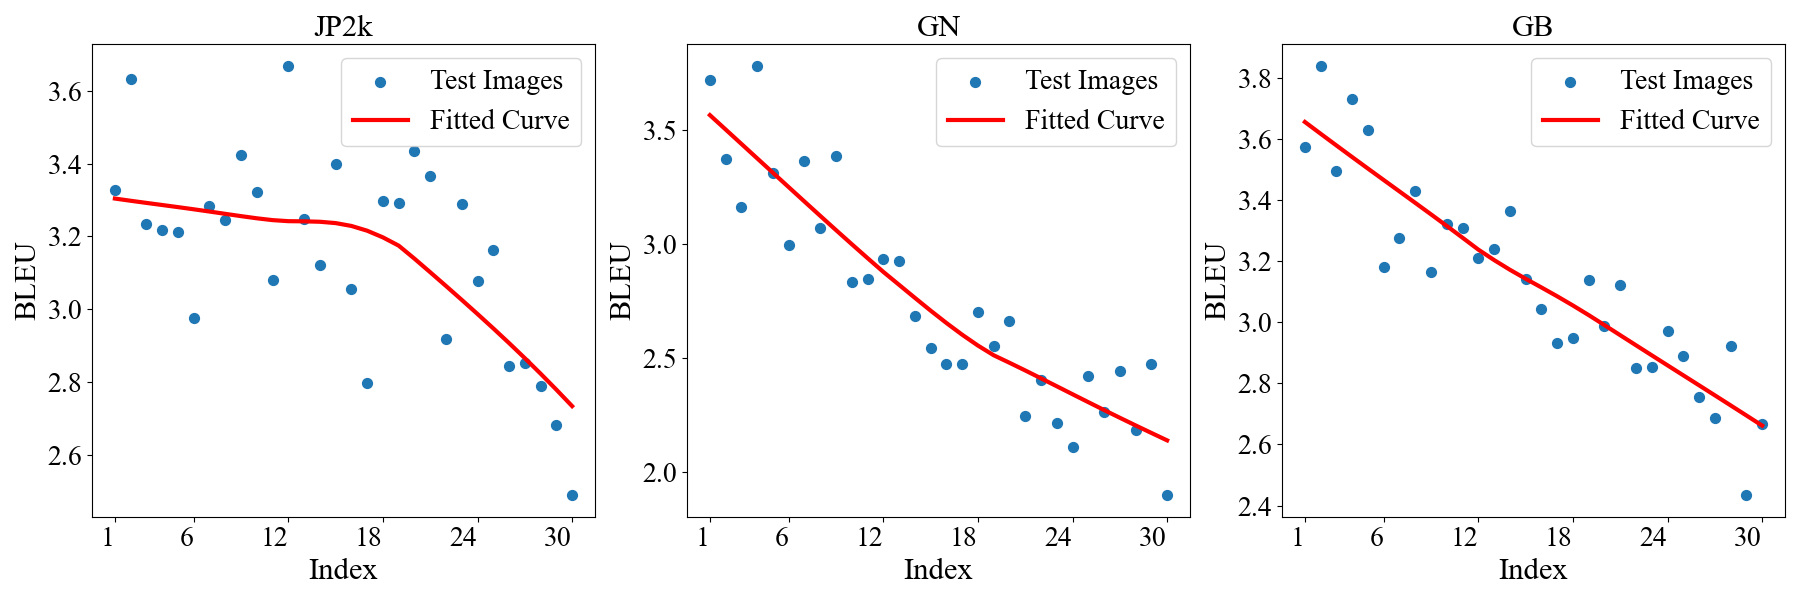 JP2k
Test Images
Fitted Curve
3.6
3.4
3.2
3.0
2.8
2.6
BLEU
1 6 12 18 24 30
Index
GN
Test Images
Fitted Curve
3.5
3.0
2.5
2.0
BLEU
1 6 12 18 24 30
Index
GB
Test Images
Fitted Curve
3.8
3.6
3.4
3.2
3.0
2.8
2.6
2.4
BLEU
1 6 12 18 24 30
Index